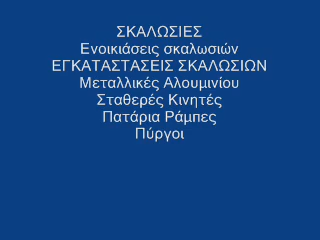 ΣΚΑΛΩΣΙΕΣ
Ενοικιάσεις σκαλωσιών
ΕΓΚΑΤΑΣΤΑΣΕΙΣ ΣΚΑΛΩΣΙΩΝ
Μεταλλικές Αλουμινίου
Σταθερές Κινητές
Πατάρια Ράμπες
Πύργοι